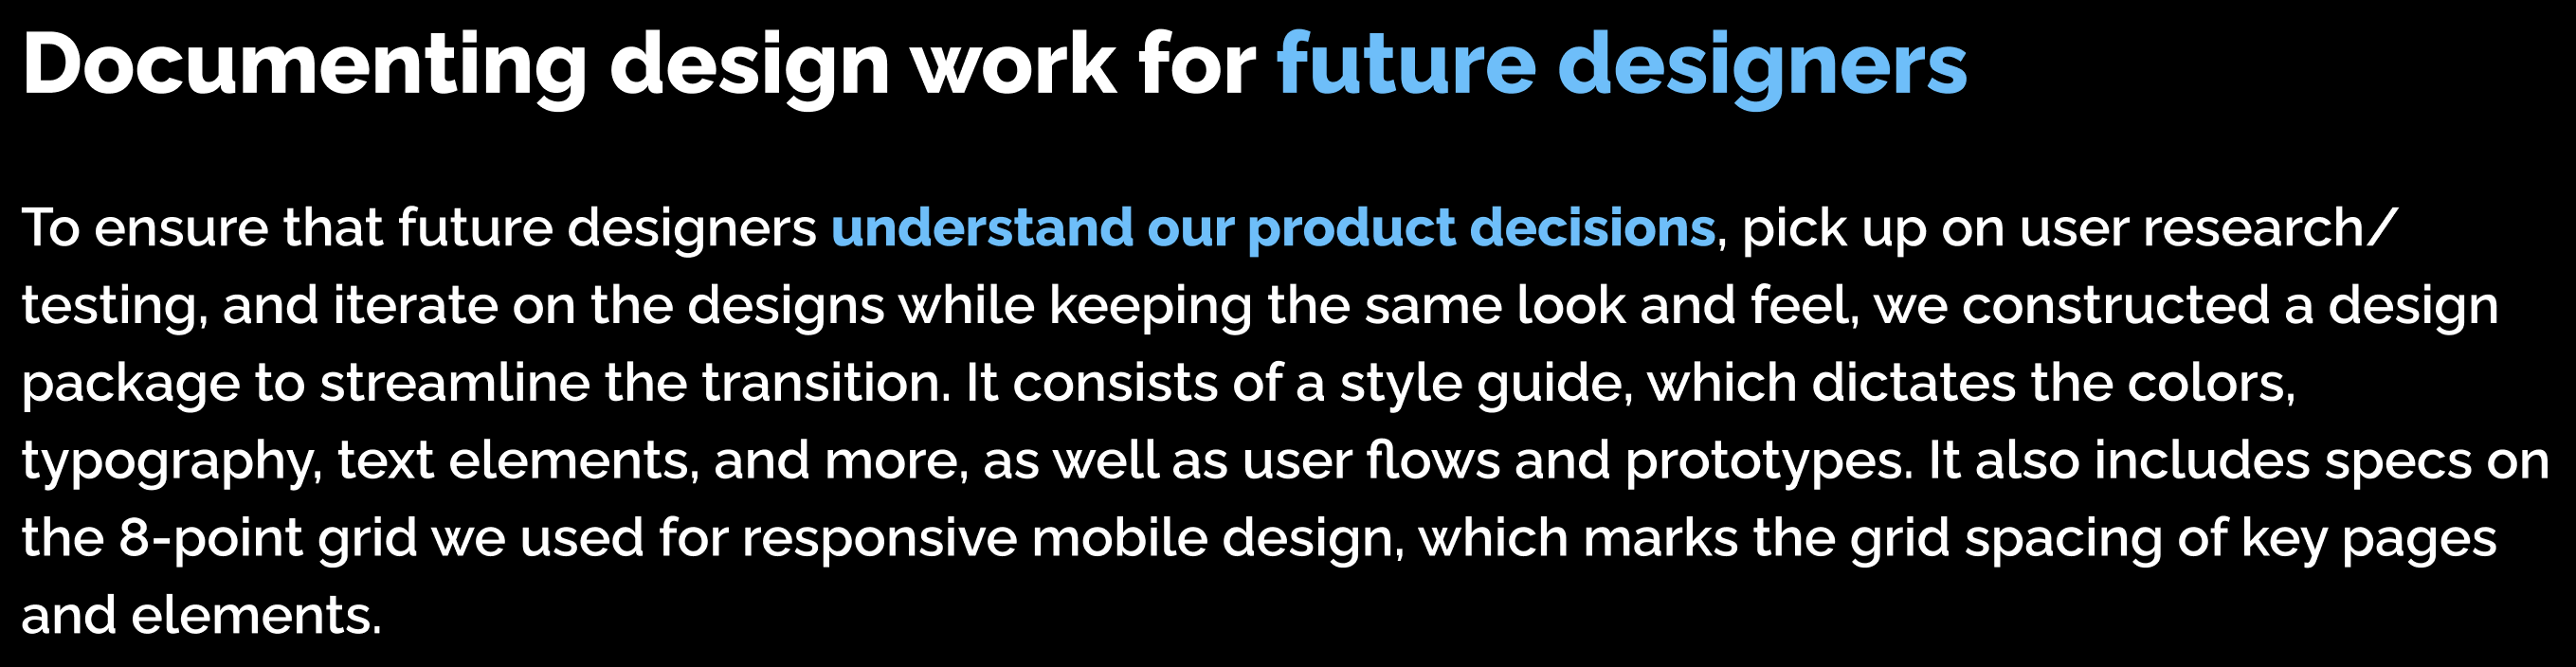 Documenting design work for future designers
To ensure that future designers understand our product decisions, pick up on user research/
testing, and iterate on the designs while keeping the same look and feel, we constructed a design
package to streamline the transition. It consists of a style guide, which dictates the colors,
typography, text elements, and more, as well as user flows and prototypes. It also includes specs on
the 8-point grid we used for responsive mobile design, which marks the grid spacing of key pages
and elements.